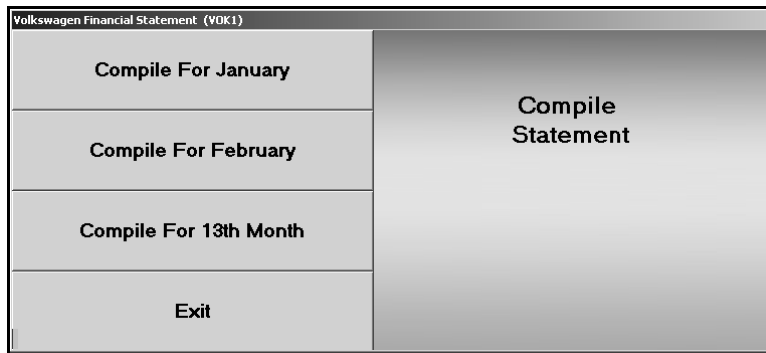 Volkswagen Financial Statement (VOK1)
Compile For January
Compile For February
Compile For 13th Month
Exit
Compile
Statement